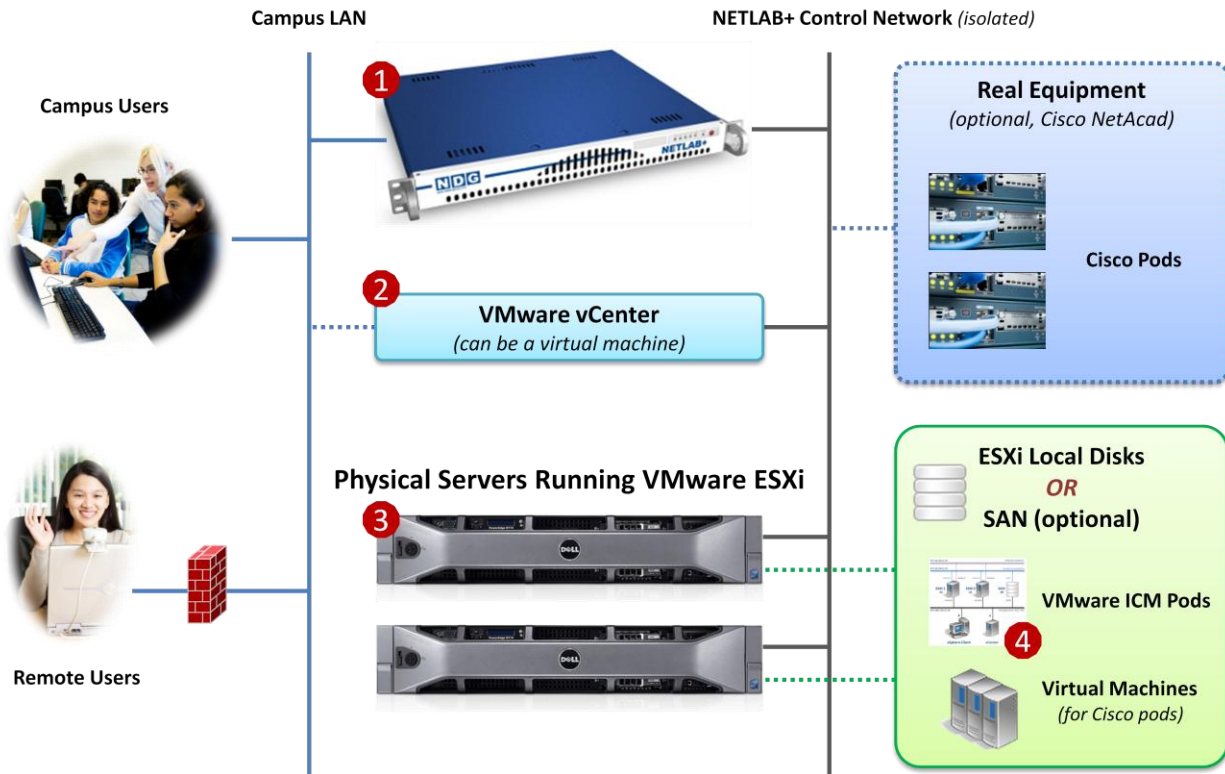 Campus LAN
NETLAB+ Control Network (isolated)
1
NETLAB+
NDG
Campus Users
Real Equipment
(optional, Cisco NetAcad)
Cisco Pods
2
VMware vCenter
(can be a virtual machine)
Physical Servers Running VMware ESXi
3
DELL
DELL
Remote Users
ESXi Local Disks
OR
SAN (optional)
VMware ICM Pods
4
Virtual Machines
(for Cisco pods)